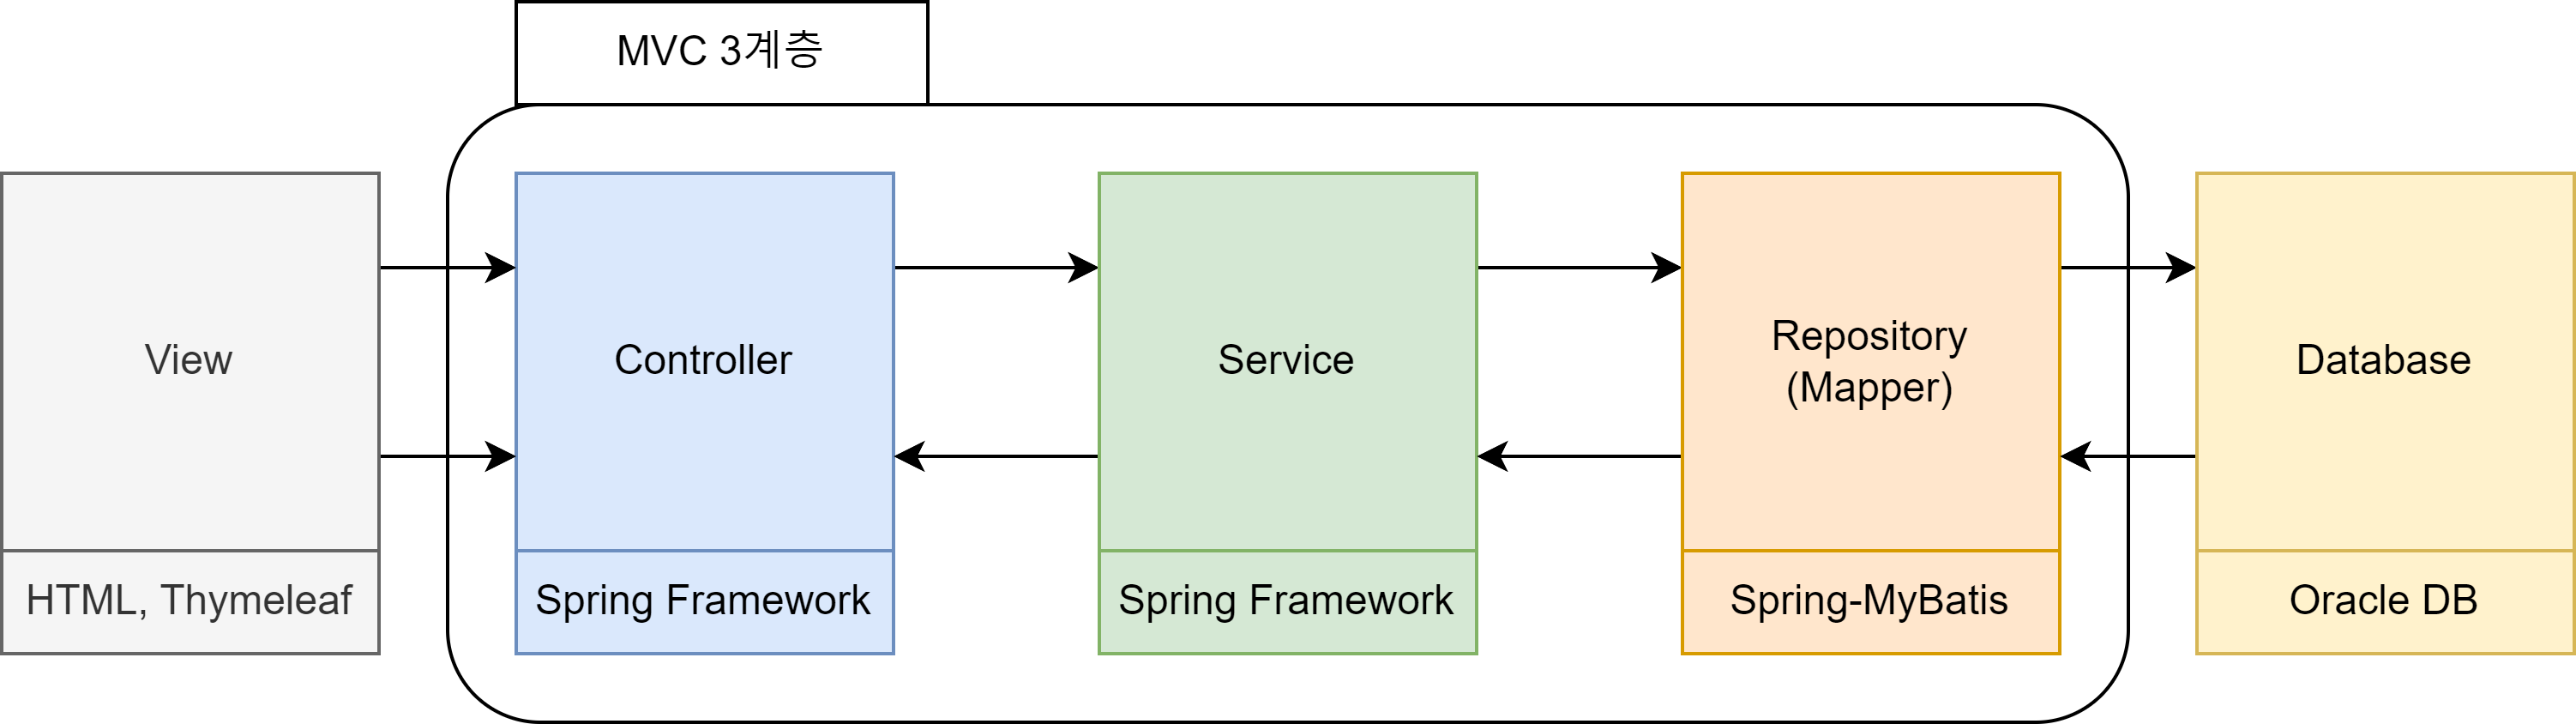 MVC 3계층
View
Controller
Service
Repository
(Mapper)
Database
HTML, Thymeleaf
Spring Framework
Spring Framework
Spring-MyBatis
Oracle DB